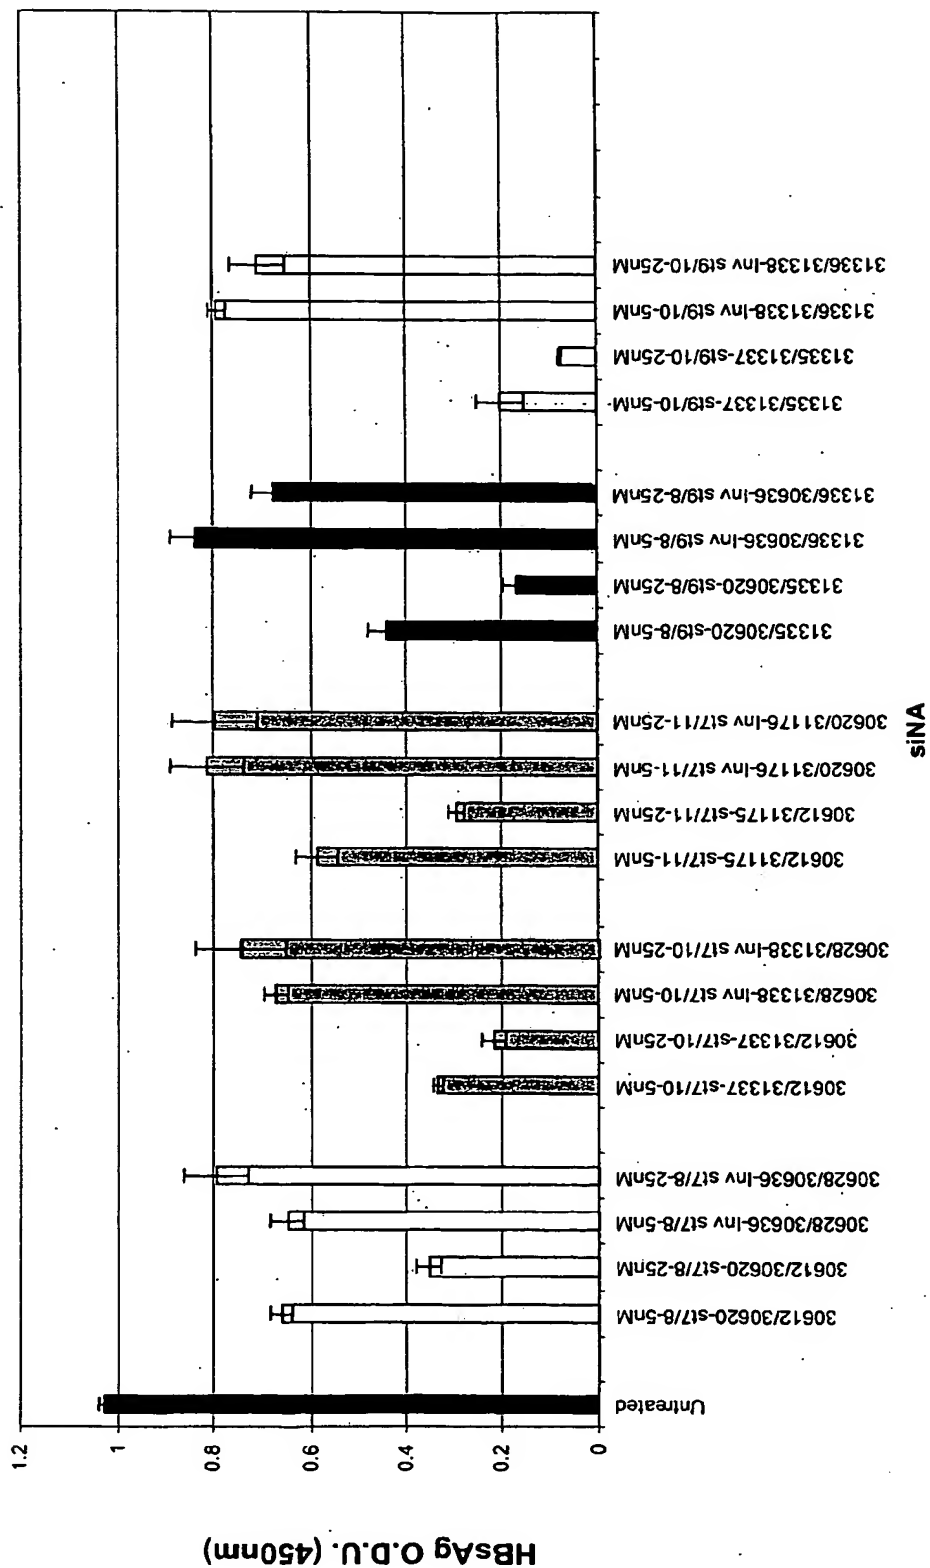 HBsAg O.D.U. (450nm)
1.2
1
0.8
0.6
0.4
0.2
0
Untreated
30612/30620-st7/8-5nM
30612/30620-st7/8-25nM
30628/30636-Inv st7/8-5nM
30628/30636-Inv st7/8-25nM
30612/31337-st7/10-5nM
30612/31337-st7/10-25nM
30628/31338-Inv st7/10-5nM
30628/31338-Inv st7/10-25nM
30612/31175-st7/11-5nM
30612/31175-st7/11-25nM
30620/31176-Inv st7/11-5nM
30620/31176-Inv st7/11-25nM
31335/30620-st9/8-5nM
31335/30620-st9/8-25nM
31336/30636-Inv st9/8-5nM
31336/30636-Inv st9/8-25nM
31335/31337-st9/10-5nM
31335/31337-st9/10-25nM
31336/31338-Inv st9/10-5nM
31336/31338-Inv st9/10-25nM
siNA